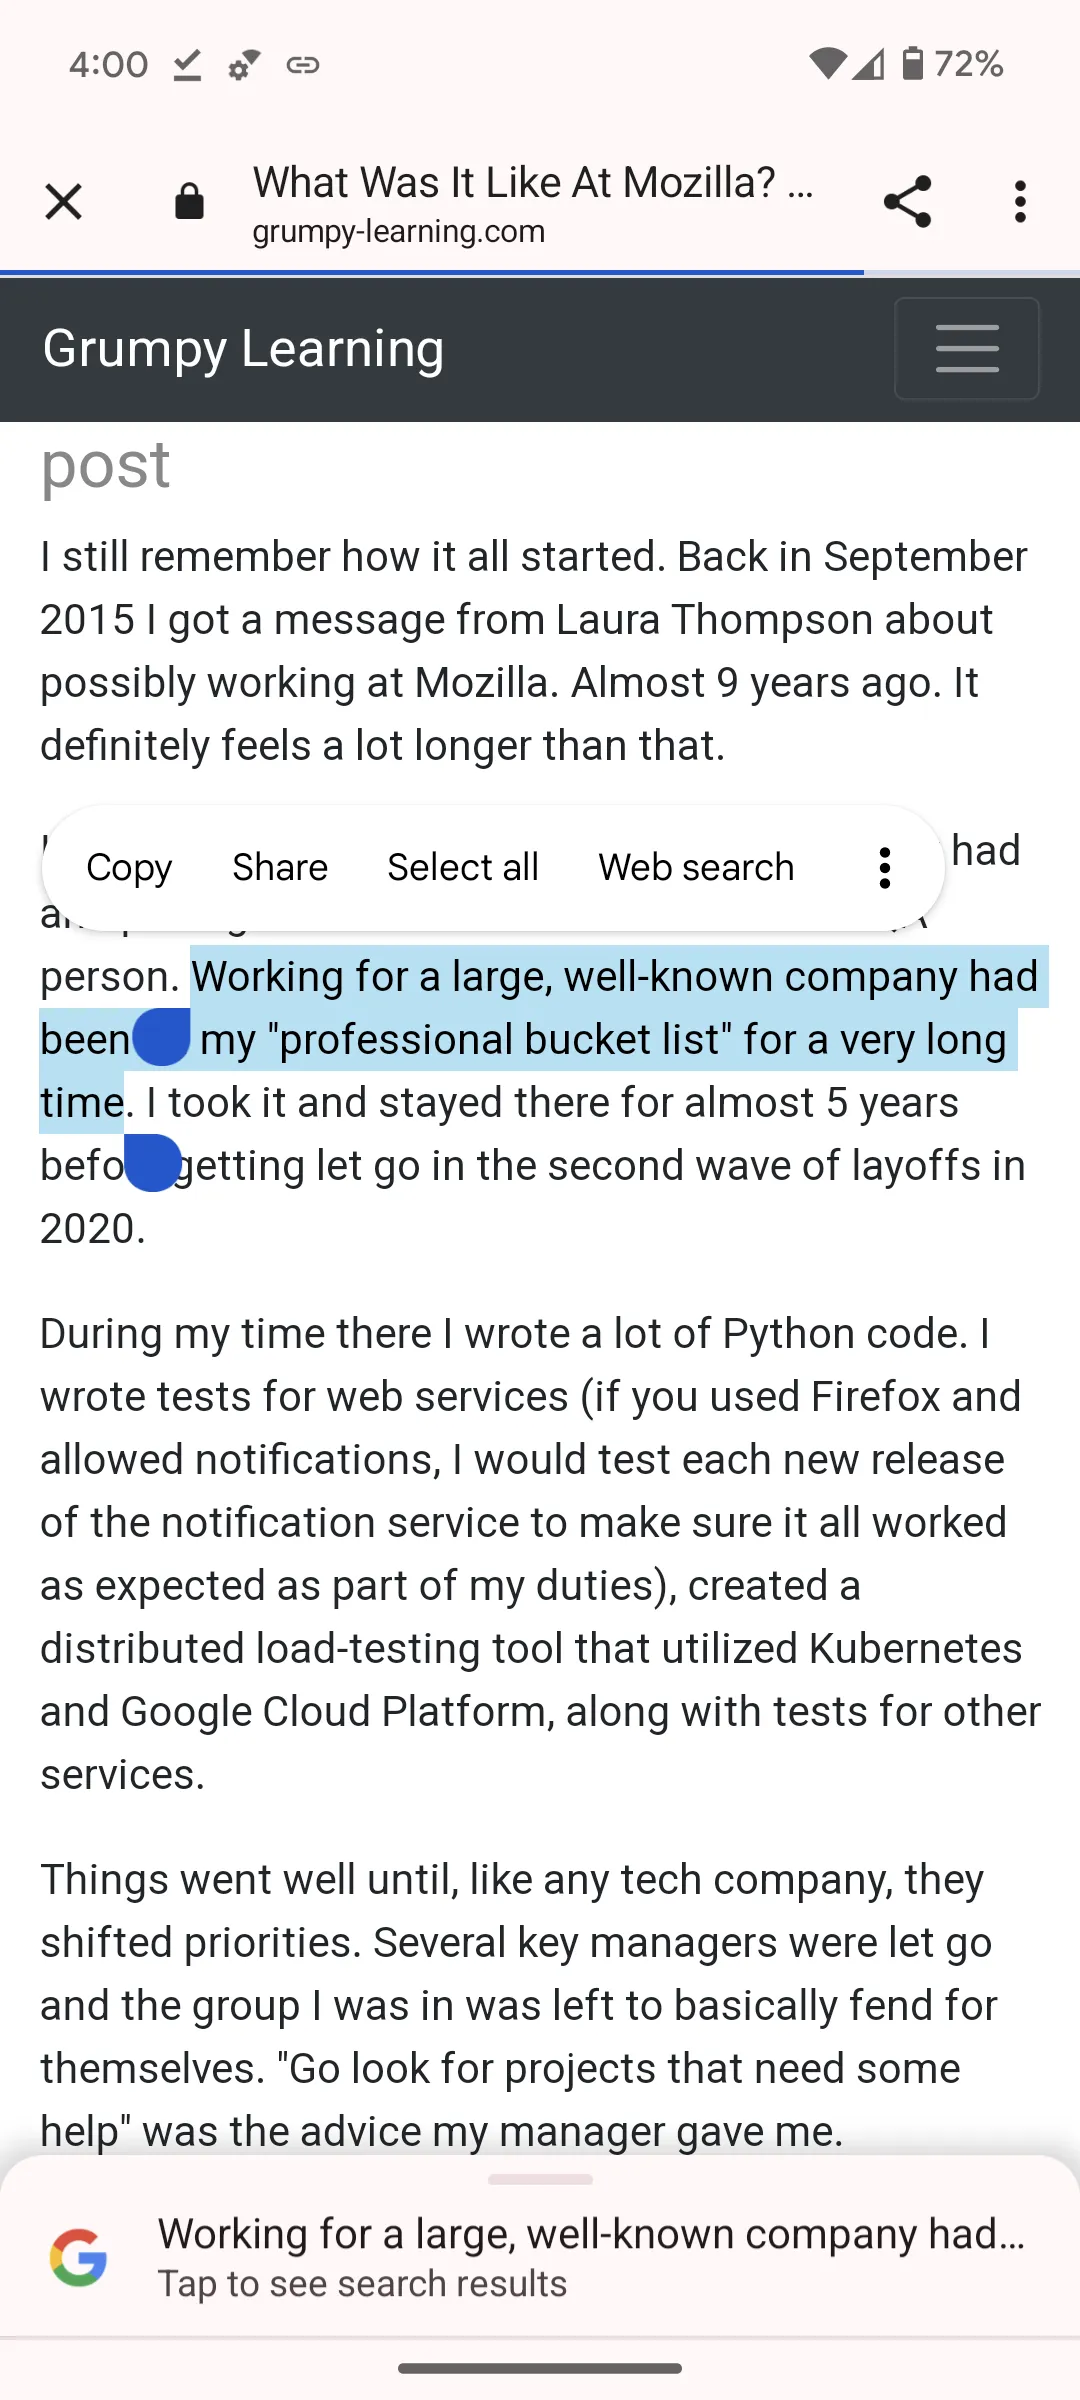 4:00 72%
What Was It Like At Mozilla? ...
grumpy-learning.com
Grumpy Learning
post
I still remember how it all started. Back in September
2015 I got a message from Laura Thompson about
possibly working at Mozilla. Almost 9 years ago. It
definitely feels a lot longer than that.
had
Copy Share Select all Web search
person. Working for a large, well-known company had
been my "professional bucket list" for a very long
time. I took it and stayed there for almost 5 years
befo getting let go in the second wave of layoffs in
2020.
During my time there I wrote a lot of Python code. I
wrote tests for web services (if you used Firefox and
allowed notifications, I would test each new release
of the notification service to make sure it all worked
as expected as part of my duties), created a
distributed load-testing tool that utilized Kubernetes
and Google Cloud Platform, along with tests for other
services.
Things went well until, like any tech company, they
shifted priorities. Several key managers were let go
and the group I was in was left to basically fend for
themselves. "Go look for projects that need some
help" was the advice my manager gave me.
Working for a large, well-known company had...
Tap to see search results